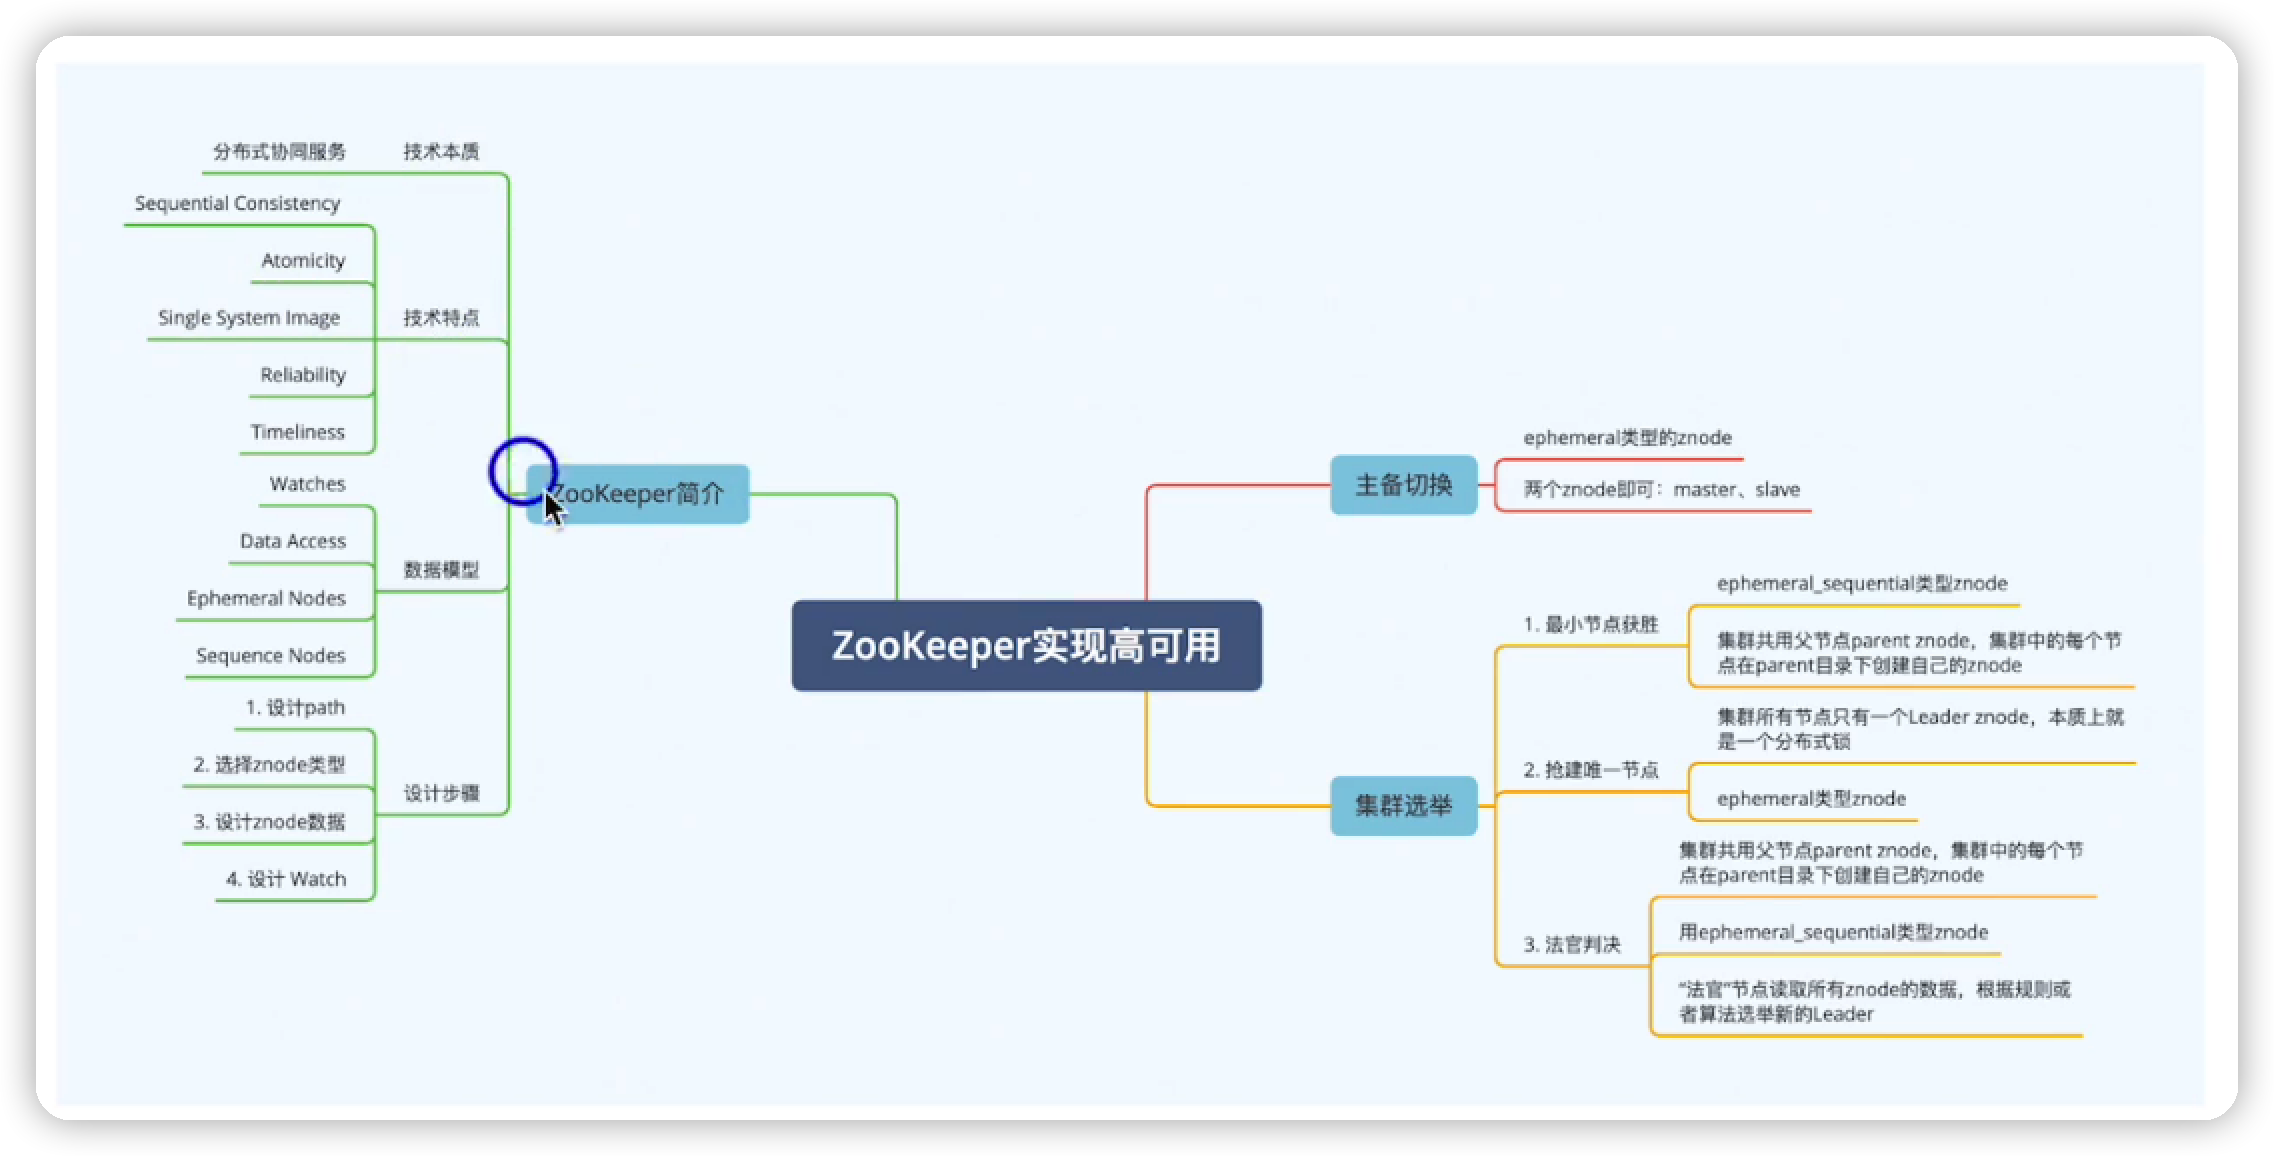 分布式协同服务
技术本质
Sequential Consistency
Atomicity
Single System Image
技术特点
Reliability
Timeliness
Watches
Data Access
数据模型
Ephemeral Nodes
Sequence Nodes
1. 设计path
2. 选择znode类型
设计步骤
3. 设计znode数据
4. 设计 Watch
ZooKeeper简介
ZooKeeper实现高可用
主备切换
ephemeral类型的znode
两个znode即可：master、slave
集群选举
1. 最小节点获胜
ephemeral_sequential类型znode
集群共用父节点parent znode，集群中的每个节
点在parent目录下创建自己的znode
2. 抢建唯一节点
集群所有节点只有一个Leader znode，本质上就
是一个分布式锁
ephemeral类型znode
3. 法官判决
集群共用父节点parent znode，集群中的每个节
点在parent目录下创建自己的znode
用ephemeral_sequential类型znode
“法官”节点读取所有znode的数据，根据规则或
者算法选举新的Leader